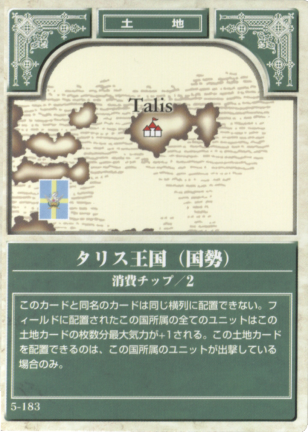 土地
Talis
タリス王国（国勢）
消費チップ／2
このカードと同名のカードは同じ横列に配置できない。フ
ィールドに配置された この国所属の全てのユニットはこの
土地カードの枚数分最大気力が+1される。この土地カード
を配置できるのは、この国所属のユニットが出撃している
場合のみ。
5-183